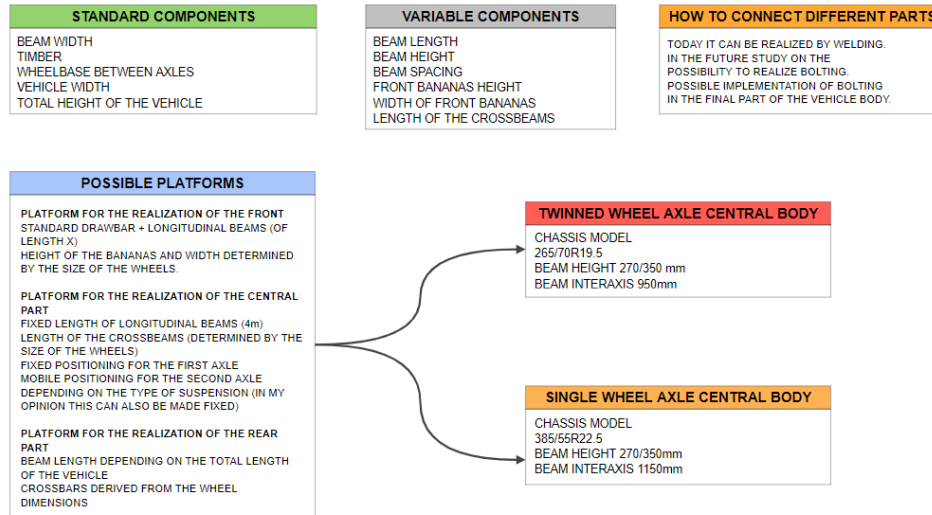 STANDARD COMPONENTS
BEAM WIDTH
TIMBER
WHEELBASE BETWEEN AXLES
VEHICLE WIDTH
TOTAL HEIGHT OF THE VEHICLE
VARIABLE COMPONENTS
BEAM LENGTH
BEAM HEIGHT
BEAM SPACING
FRONT BANANAS HEIGHT
WIDTH OF FRONT BANANAS
LENGTH OF THE CROSSBEAMS
HOW TO CONNECT DIFFERENT PARTS
TODAY IT CAN BE REALIZED BY WELDING.
IN THE FUTURE STUDY ON THE
POSSIBILITY TO REALIZE BOLTING.
POSSIBLE IMPLEMENTATION OF BOLTING
IN THE FINAL PART OF THE VEHICLE BODY.
POSSIBLE PLATFORMS
PLATFORM FOR THE REALIZATION OF THE FRONT
STANDARD DRAWBAR + LONGITUDINAL BEAMS (OF
LENGTH X)
HEIGHT OF THE BANANAS AND WIDTH DETERMINED
BY THE SIZE OF THE WHEELS.
PLATFORM FOR THE REALIZATION OF THE CENTRAL
PART
FIXED LENGTH OF LONGITUDINAL BEAMS (4m)
LENGTH OF THE CROSSBEAMS (DETERMINED BY THE
SIZE OF THE WHEELS)
FIXED POSITIONING FOR THE FIRST AXLE
MOBILE POSITIONING FOR THE SECOND AXLE
DEPENDING ON THE TYPE OF SUSPENSION (IN MY
OPINION THIS CAN ALSO BE MADE FIXED)
PLATFORM FOR THE REALIZATION OF THE REAR
PART
BEAM LENGTH DEPENDING ON THE TOTAL LENGTH
OF THE VEHICLE
CROSSBARS DERIVED FROM THE WHEEL
DIMENSIONS
TWINNED WHEEL AXLE CENTRAL BODY
CHASSIS MODEL
265/70R19.5
BEAM HEIGHT 270/350 mm
BEAM INTERAXIS 950mm
SINGLE WHEEL AXLE CENTRAL BODY
CHASSIS MODEL
385/55R22.5
BEAM HEIGHT 270/350mm
BEAM INTERAXIS 1150mm